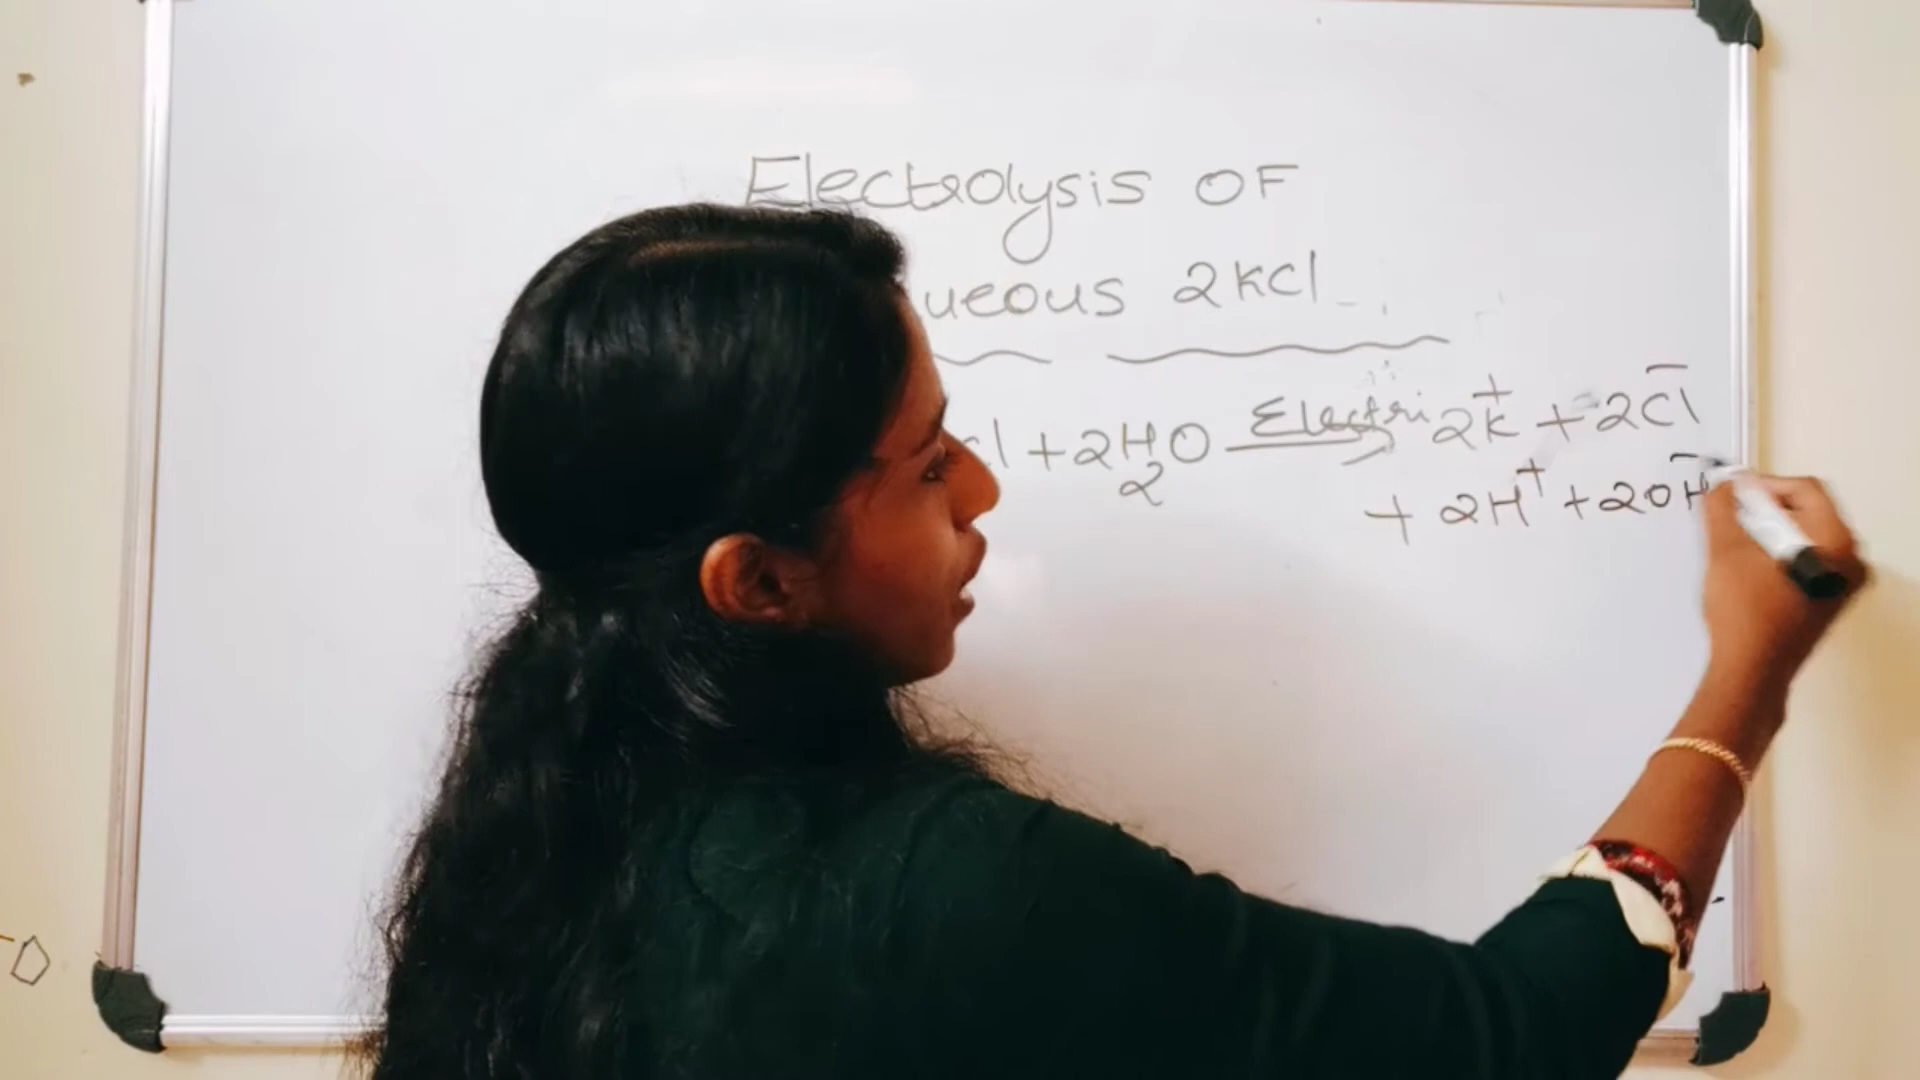 Electrolysis OF
ueous 2KCl
l + 2H₂O Electri 2K⁺ + 2Cl⁻
+ 2H⁺ + 2OH⁻